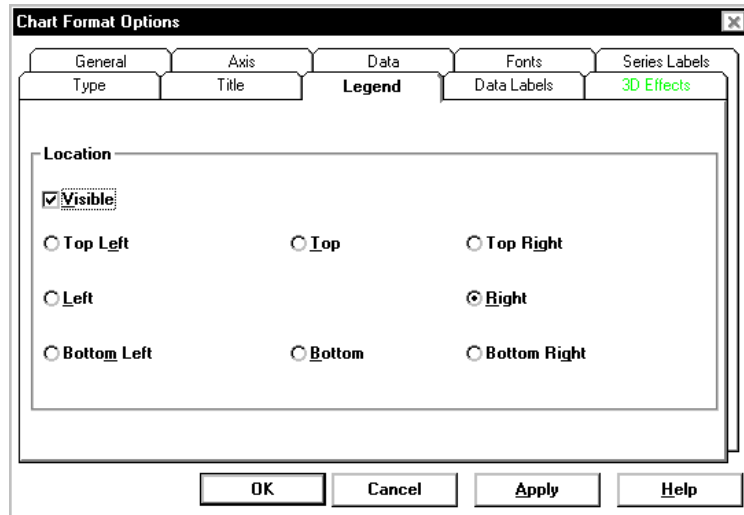 Chart Format Options
General Axis Data Fonts Series Labels
Type Title Legend Data Labels 3D Effects
Location
Visible
Top Left Top Top Right
Left Right
Bottom Left Bottom Bottom Right
OK Cancel Apply Help